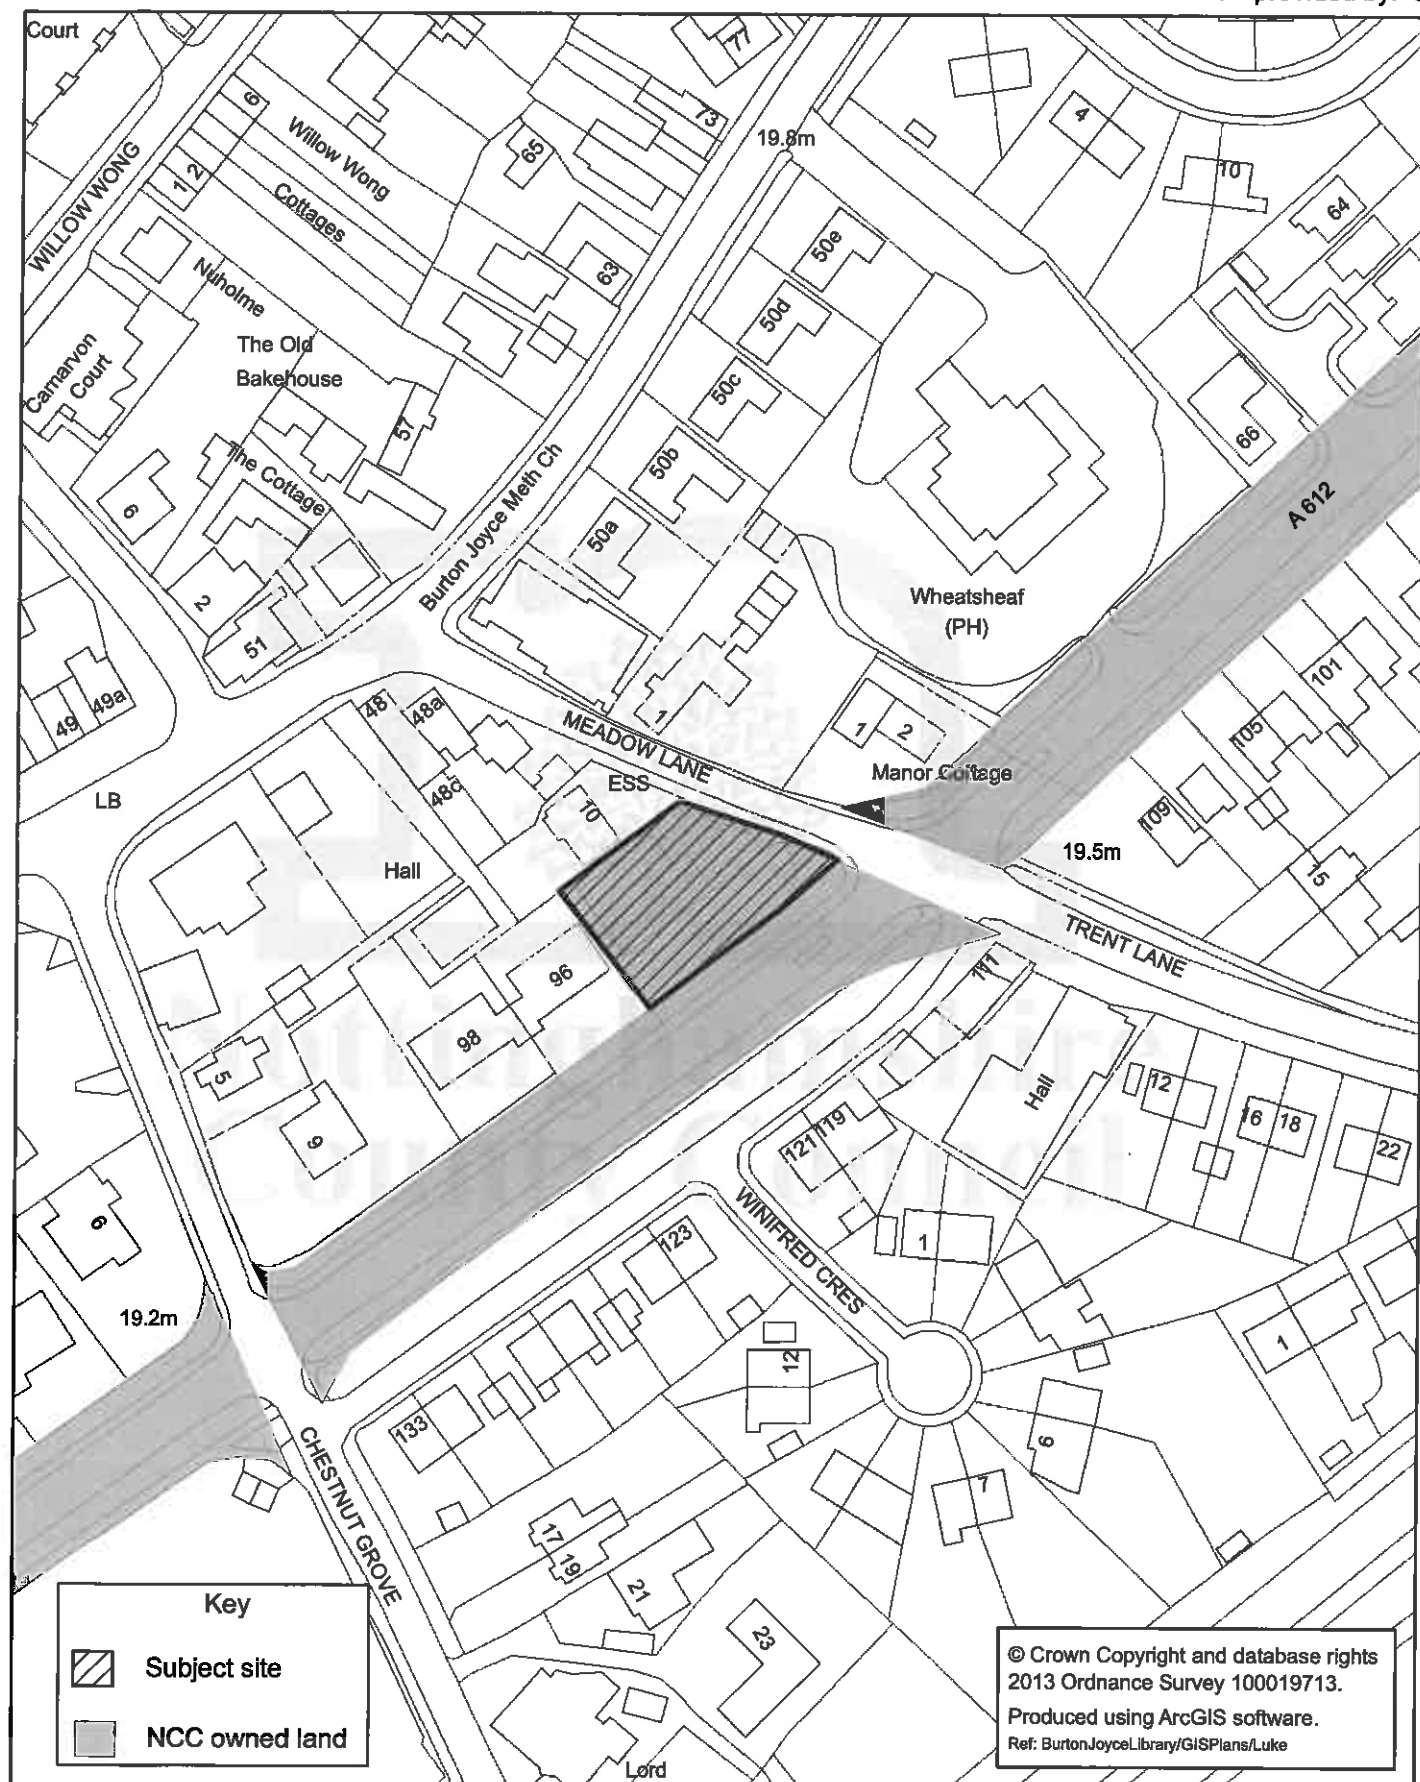 provided by:
Court
77
6
Willow Wong
Cottages
1 2
WILLOW WONG
65
73
19.8m
4
10
64
63
50e
50d
50c
50b
50a
Nuholme
The Old
Bakehouse
Carnarvon
Court
57
The Cottage
6
2
51
Burton Joyce Meth Ch
66
A 612
Wheatsheaf
(PH)
49
49a
48
48a
48c
1
MEADOW LANE
ESS
10
1
2
Manor Cottage
101
105
109
15
19.5m
LB
Hall
TRENT LANE
111
96
98
5
9
Hall
12
16
18
22
121
119
WINIFRED CRES
1
123
6
19.2m
12
1
133
6
7
CHESTNUT GROVE
17
19
21
23
Lord
Nottinghamshire
County Council
Key
Subject site
NCC owned land
© Crown Copyright and database rights
2013 Ordnance Survey 100019713.
Produced using ArcGIS software.
Ref: BurtonJoyceLibrary/GISPlans/Luke